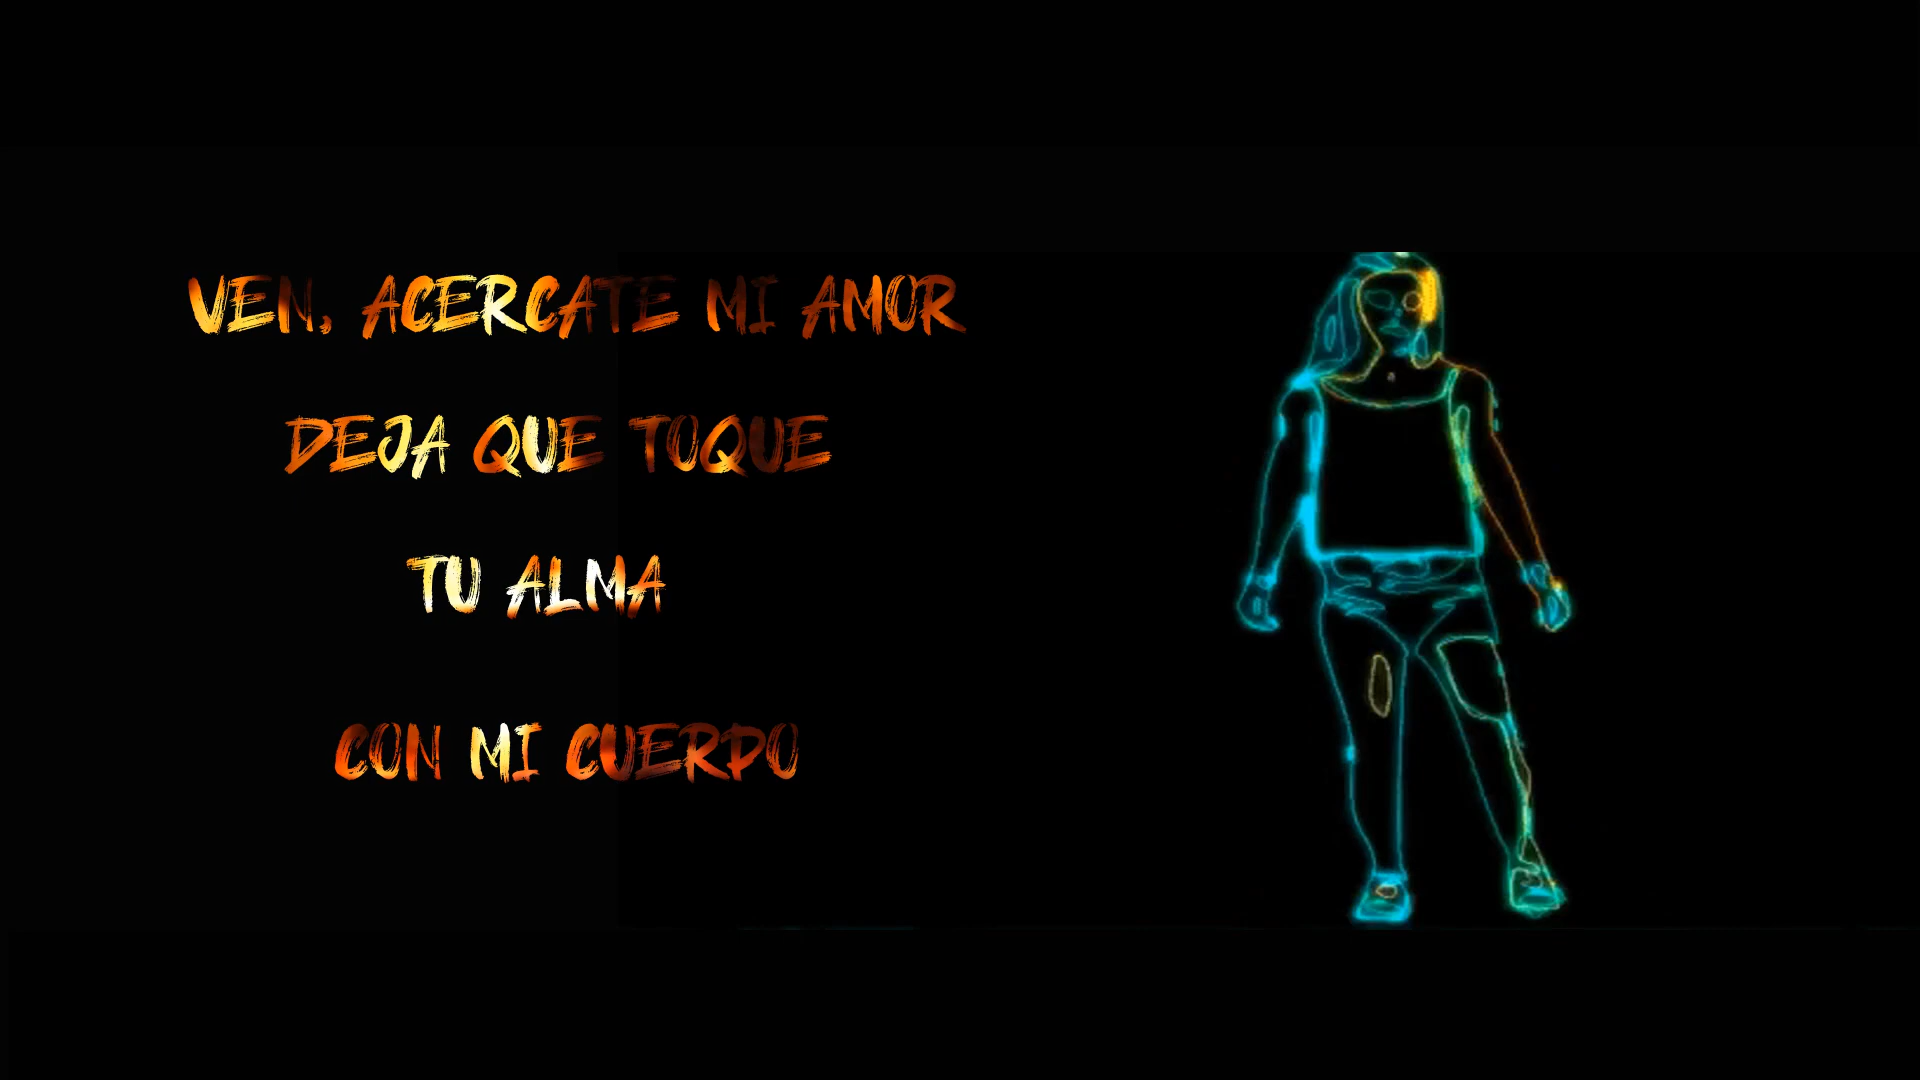 VEN, ACERCATE MI AMOR
DEJA QUE TOQUE
TU ALMA
CON MI CUERPO